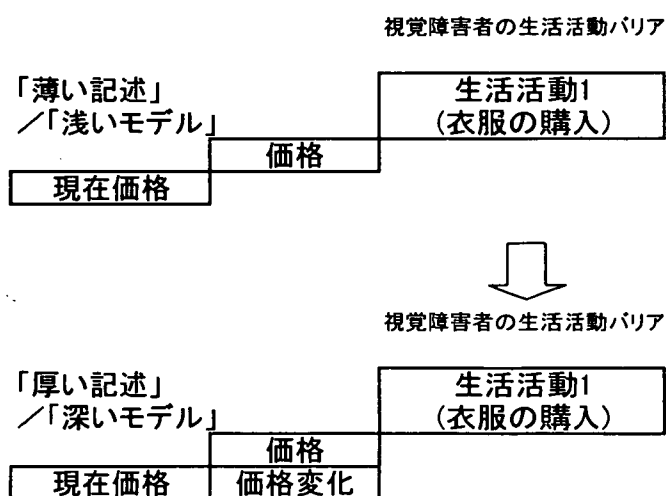 視覚障害者の生活活動バリア
「薄い記述」
／「浅いモデル」
生活活動1
(衣服の購入)
価格
現在価格
視覚障害者の生活活動バリア
「厚い記述」
／「深いモデル」
生活活動1
(衣服の購入)
価格
現在価格 価格変化